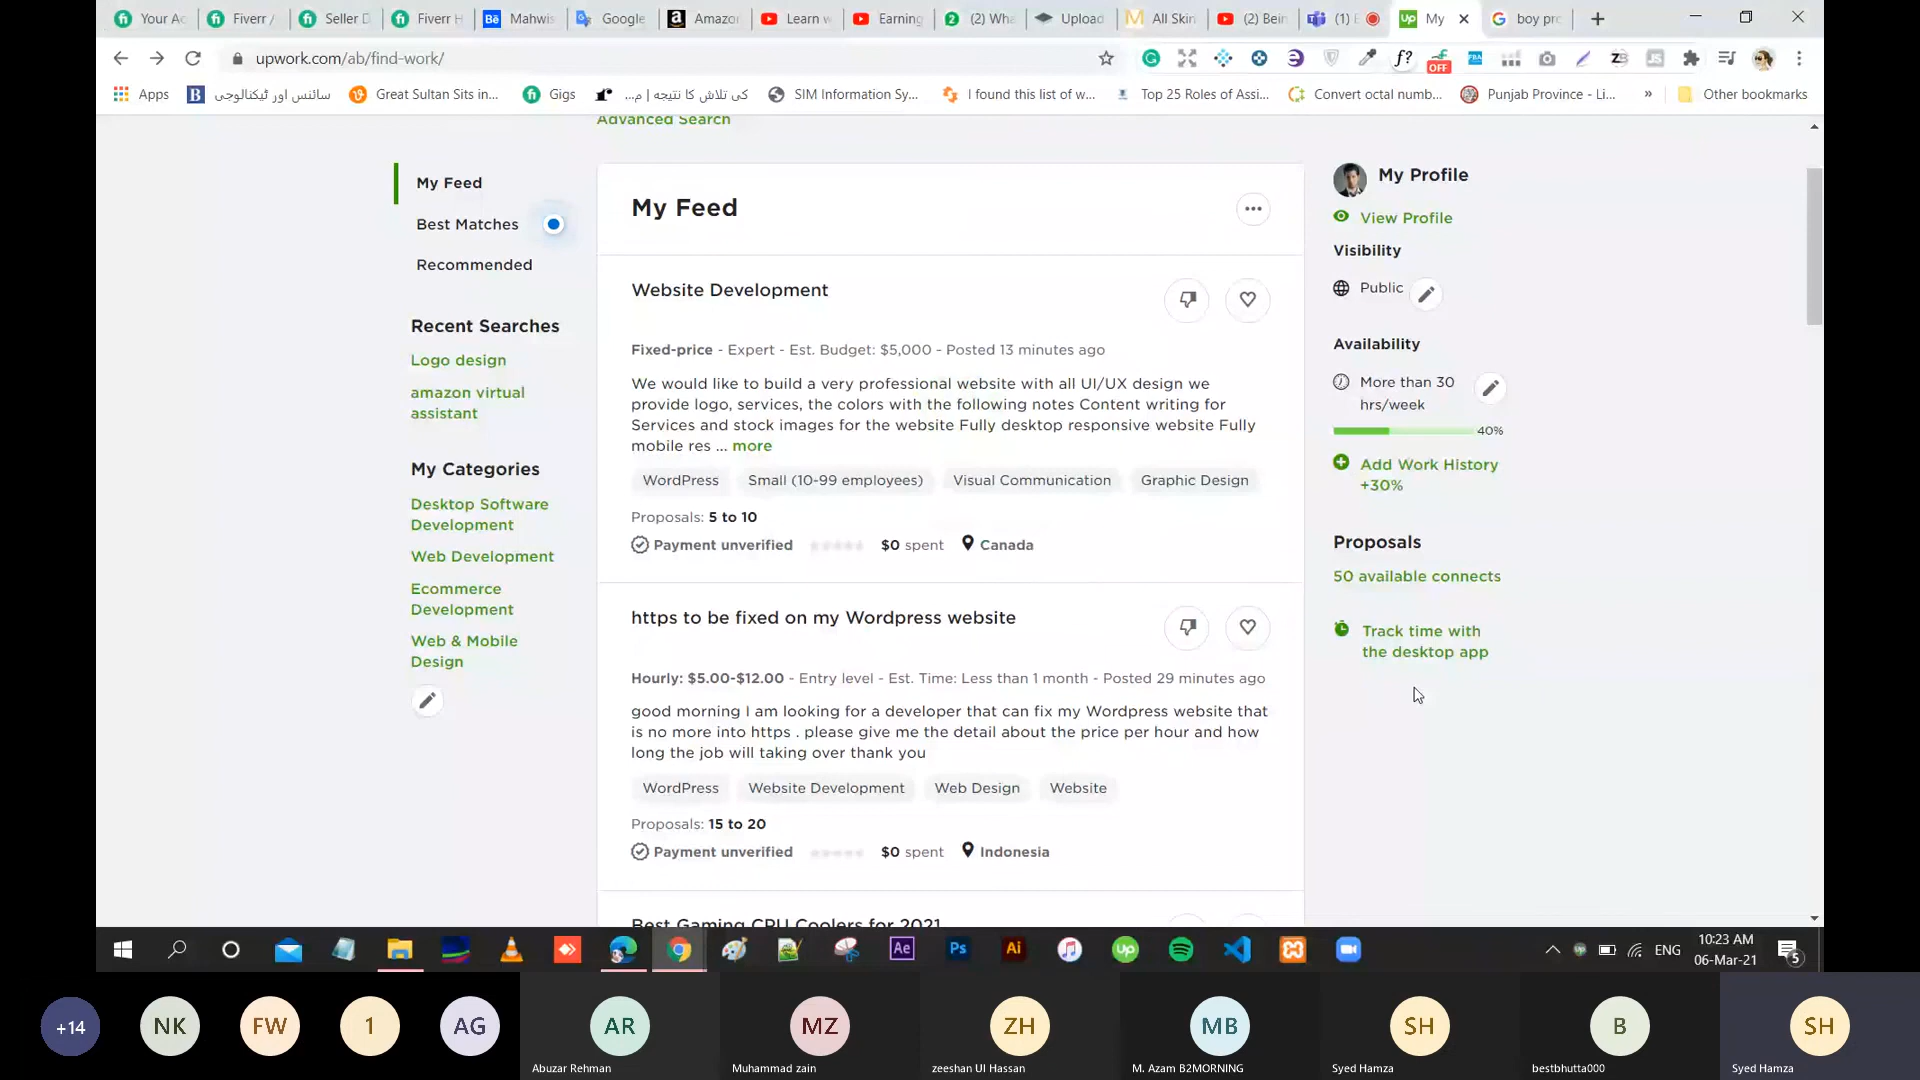 Your Ac
Fiverr /
Seller D
Fiverr H
Mahwis
Google
Amazo
Learn w
Earning
(2) Wha
Upload
All Skin
(2) Bein
(1)
My
boy pro
upwork.com/ab/find-work/
Apps
سائنس اور ٹیکنالوجی
Great Sultan Sits in...
Gigs
کی تلاش کا نتیجہ | م...
SIM Information Sy...
I found this list of w...
Top 25 Roles of Assi...
Convert octal numb...
Punjab Province - Li...
»
Other bookmarks
Advanced Search
My Feed
Best Matches
Recommended
Recent Searches
Logo design
amazon virtual
assistant
My Categories
Desktop Software
Development
Web Development
Ecommerce
Development
Web & Mobile
Design
My Feed
Website Development
Fixed-price - Expert - Est. Budget: $5,000 - Posted 13 minutes ago
We would like to build a very professional website with all UI/UX design we
provide logo, services, the colors with the following notes Content writing for
Services and stock images for the website Fully desktop responsive website Fully
mobile res ... more
WordPress Small (10-99 employees) Visual Communication Graphic Design
Proposals: 5 to 10
Payment unverified $0 spent Canada
https to be fixed on my Wordpress website
Hourly: $5.00-$12.00 - Entry level - Est. Time: Less than 1 month - Posted 29 minutes ago
good morning I am looking for a developer that can fix my Wordpress website that
is no more into https . please give me the detail about the price per hour and how
long the job will taking over thank you
WordPress Website Development Web Design Website
Proposals: 15 to 20
Payment unverified $0 spent Indonesia
Best Gaming CPU Coolers for 2021
My Profile
View Profile
Visibility
Public
Availability
More than 30
hrs/week
40%
Add Work History
+30%
Proposals
50 available connects
Track time with
the desktop app
ENG
10:23 AM
06-Mar-21
5
+14
NK
FW
1
AG
AR
Abuzar Rehman
MZ
Muhammad zain
ZH
zeeshan Ul Hassan
MB
M. Azam B2MORNING
SH
Syed Hamza
B
bestbhutta000
SH
Syed Hamza